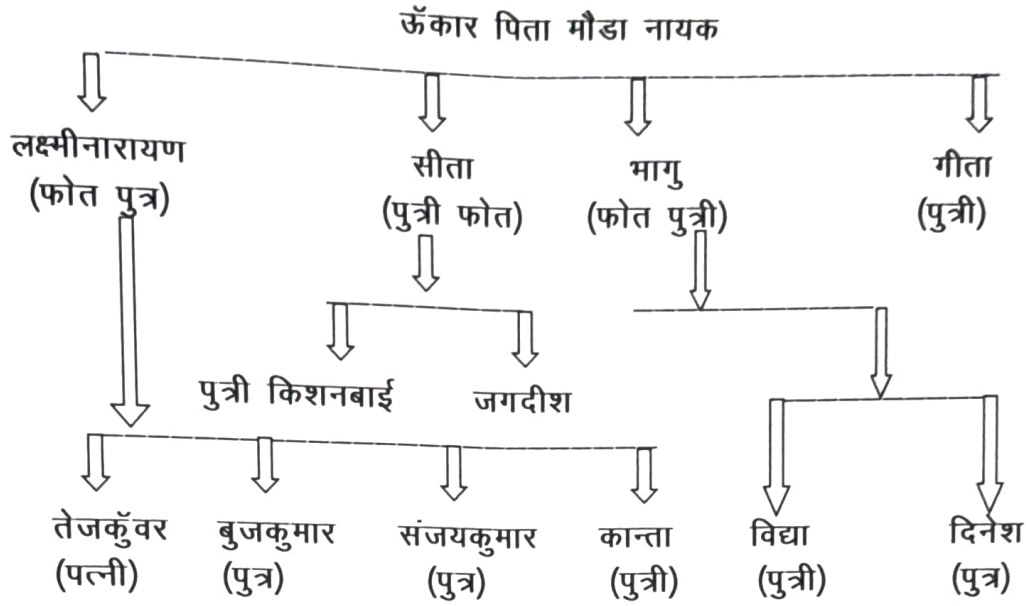 ऊॅकार पिता मौडा नायक
लक्ष्मीनारायण
(फोत पुत्र)
सीता
(पुत्री फोत)
भागु
(फोत पुत्री)
गीता
(पुत्री)
पुत्री किशनबाई
जगदीश
तेजकुॅवर
(पत्नी)
बुजकुमार
(पुत्र)
संजयकुमार
(पुत्र)
कान्ता
(पुत्री)
विद्या
(पुत्री)
दिनेश
(पुत्र)